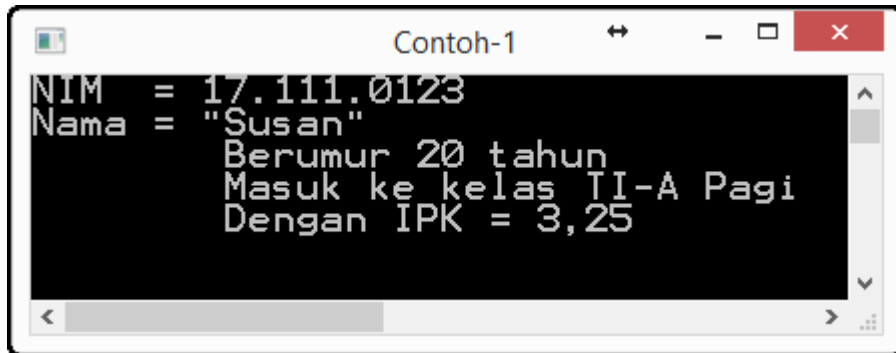 Contoh-1
NIM  = 17.111.0123
Nama = "Susan"
Berumur 20 tahun
Masuk ke kelas TI-A Pagi
Dengan IPK = 3,25